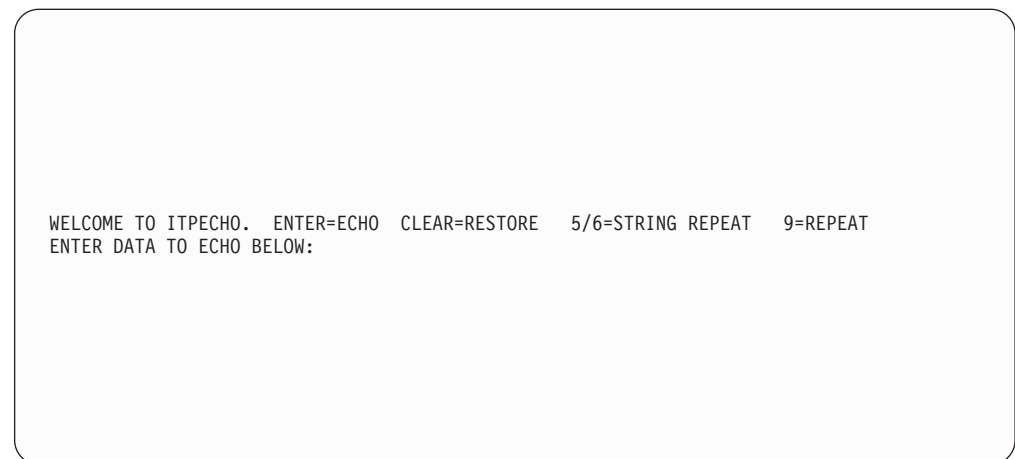 WELCOME TO ITPECHO.  ENTER=ECHO  CLEAR=RESTORE   5/6=STRING REPEAT   9=REPEAT
ENTER DATA TO ECHO BELOW: